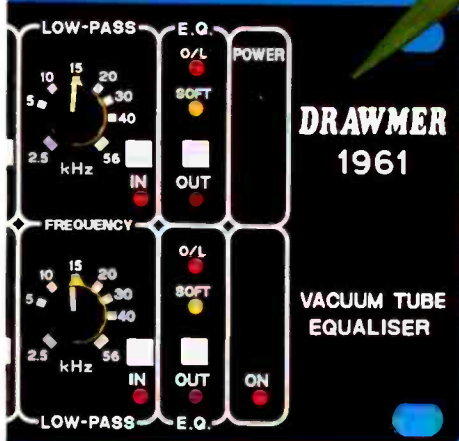 LOW-PASS
E.Q.
POWER
O/L
SOFT
15
10
20
5
30
40
2.5
56
kHz
IN
OUT
DRAWMER
1961
FREQUENCY
O/L
SOFT
15
10
20
5
30
40
2.5
56
kHz
IN
OUT
ON
VACUUM TUBE
EQUALISER
LOW-PASS
E.Q.